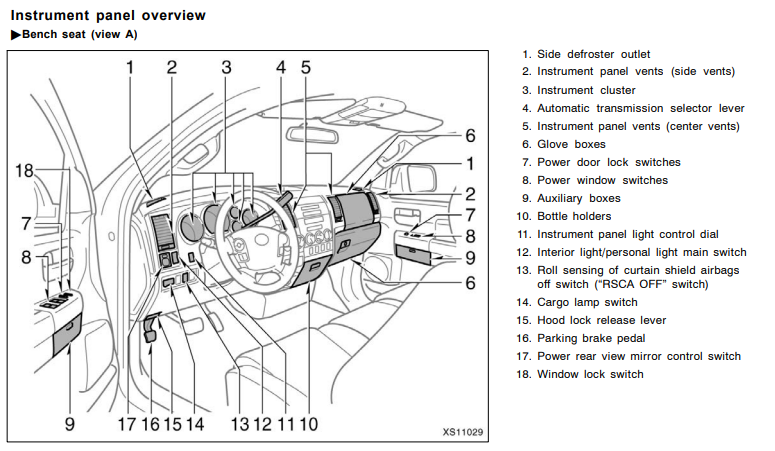 Instrument panel overview
▶Bench seat (view A)
1 2 3 4 5
6
1
2
7
8
9
6
18
7
8
9 17 16 15 14 13 12 11 10
XS11029
1. Side defroster outlet
2. Instrument panel vents (side vents)
3. Instrument cluster
4. Automatic transmission selector lever
5. Instrument panel vents (center vents)
6. Glove boxes
7. Power door lock switches
8. Power window switches
9. Auxiliary boxes
10. Bottle holders
11. Instrument panel light control dial
12. Interior light/personal light main switch
13. Roll sensing of curtain shield airbags
off switch (“RSCA OFF” switch)
14. Cargo lamp switch
15. Hood lock release lever
16. Parking brake pedal
17. Power rear view mirror control switch
18. Window lock switch